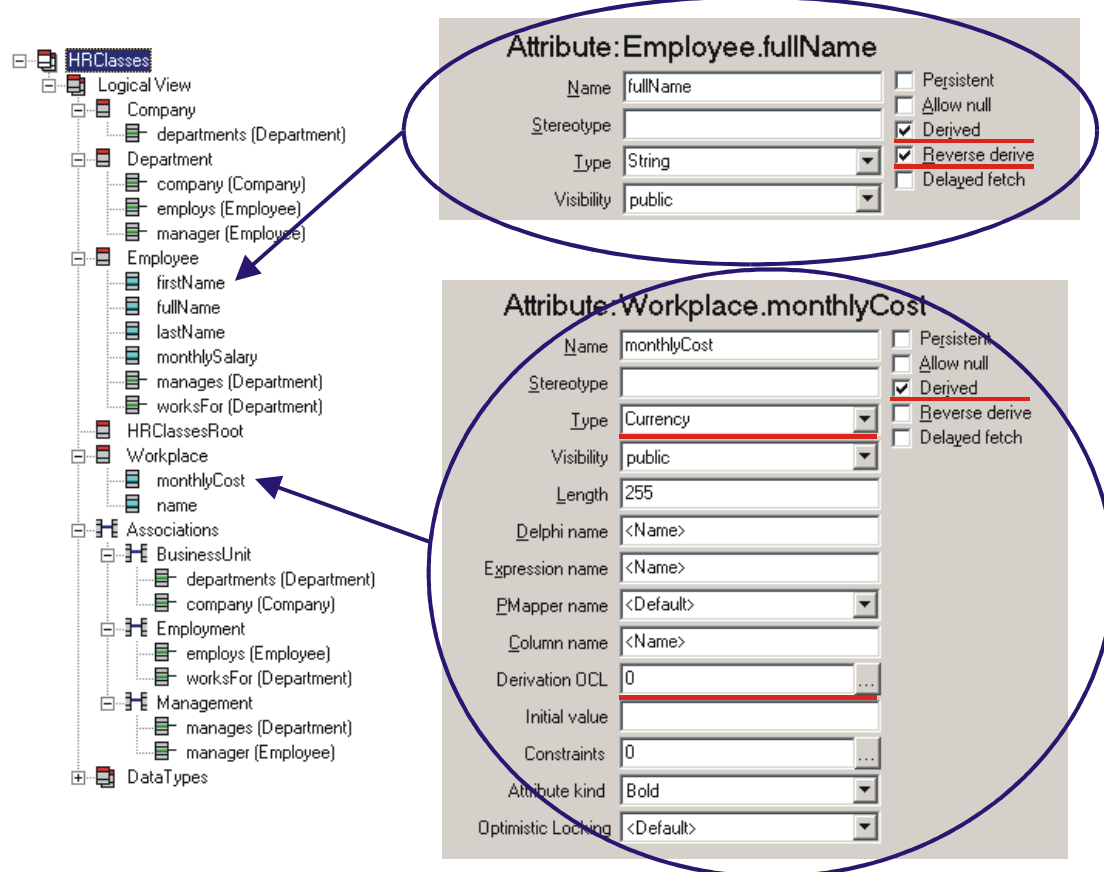 HRClasses
Logical View
Company
departments (Department)
Department
company (Company)
employs (Employee)
manager (Employee)
Employee
firstName
fullName
lastName
monthlySalary
manages (Department)
worksFor (Department)
HRClassesRoot
Workplace
monthlyCost
name
Associations
BusinessUnit
departments (Department)
company (Company)
Employment
employs (Employee)
worksFor (Department)
Management
manages (Department)
manager (Employee)
DataTypes
Attribute: Employee.fullName
Name fullName
Stereotype
Type String
Visibility public
Persistent
Allow null
Derived
Reverse derive
Delayed fetch
Attribute: Workplace.monthlyCost
Name monthlyCost
Stereotype
Type Currency
Visibility public
Length 255
Delphi name <Name>
Expression name <Name>
PMapper name <Default>
Column name <Name>
Derivation OCL 0 ...
Initial value
Constraints 0 ...
Attribute kind Bold
Optimistic Locking <Default>
Persistent
Allow null
Derived
Reverse derive
Delayed fetch